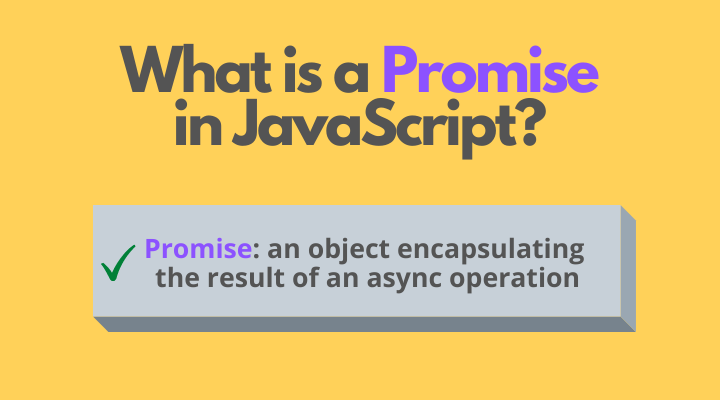 What is a Promise
in JavaScript?
Promise: an object encapsulating
the result of an async operation